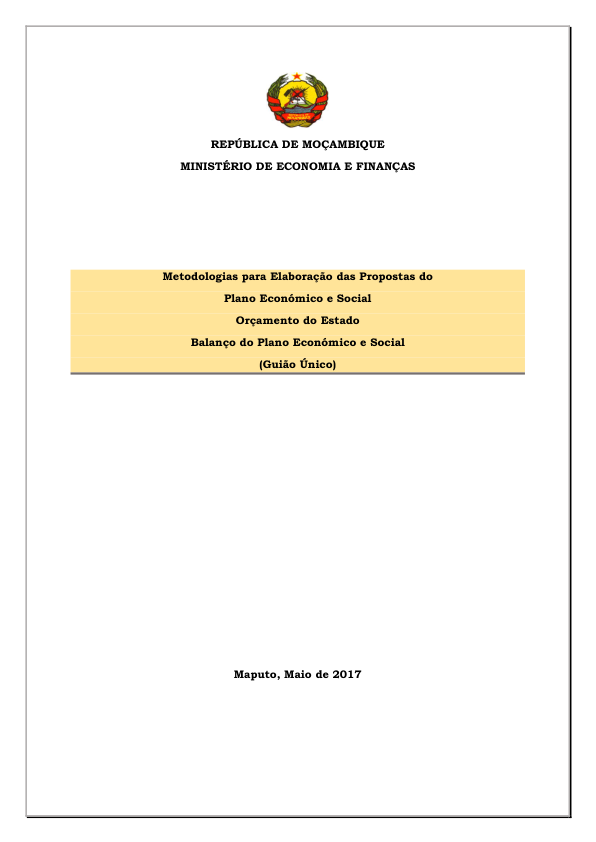 REPÚBLICA DE MOÇAMBIQUE
MINISTÉRIO DE ECONOMIA E FINANÇAS
Metodologias para Elaboração das Propostas do
Plano Económico e Social
Orçamento do Estado
Balanço do Plano Económico e Social
(Guião Único)
Maputo, Maio de 2017